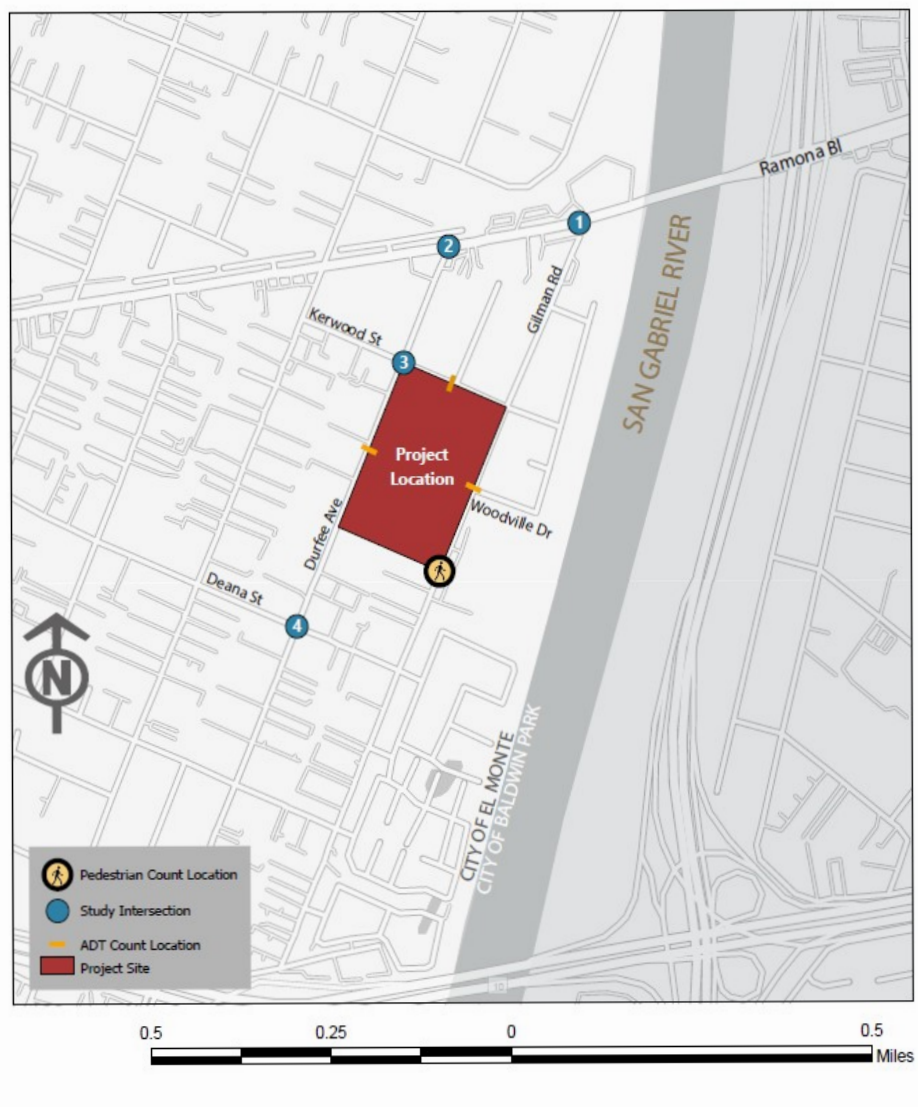 Ramona Bl
1
2
Gilman Rd
SAN GABRIEL RIVER
Kerwood St
3
Project
Location
Woodville Dr
Durfee Ave
Deana St
4
N
CITY OF EL MONTE
CITY OF BALDWIN PARK
Pedestrian Count Location
Study Intersection
ADT Count Location
Project Site
10
0.5
0.25
0
0.5
Miles